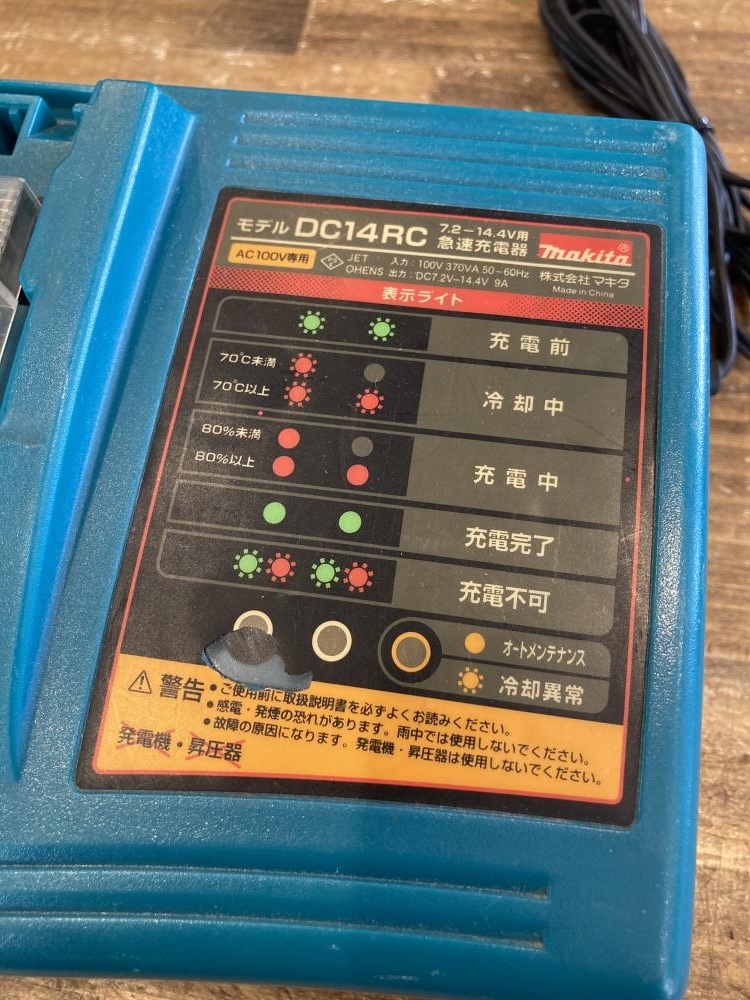 モデル DC14RC 7.2－14.4V用 急速充電器 makita®
AC100V専用 PSE JET OHENS 入力：100V 370VA 50－60Hz 出力：DC7.2V－14.4V 9A 株式会社マキタ
Made in China
表示ライト
充電前
70℃未満
70℃以上
冷却中
80%未満
80%以上
充電中
充電完了
充電不可
オートメンテナンス
冷却異常
警告 •ご使用前に取扱説明書を必ずよくお読みください。
•感電・発煙の恐れがあります。雨中では使用しないでください。
•故障の原因になります。発電機・昇圧器は使用しないでください。
発電機・昇圧器